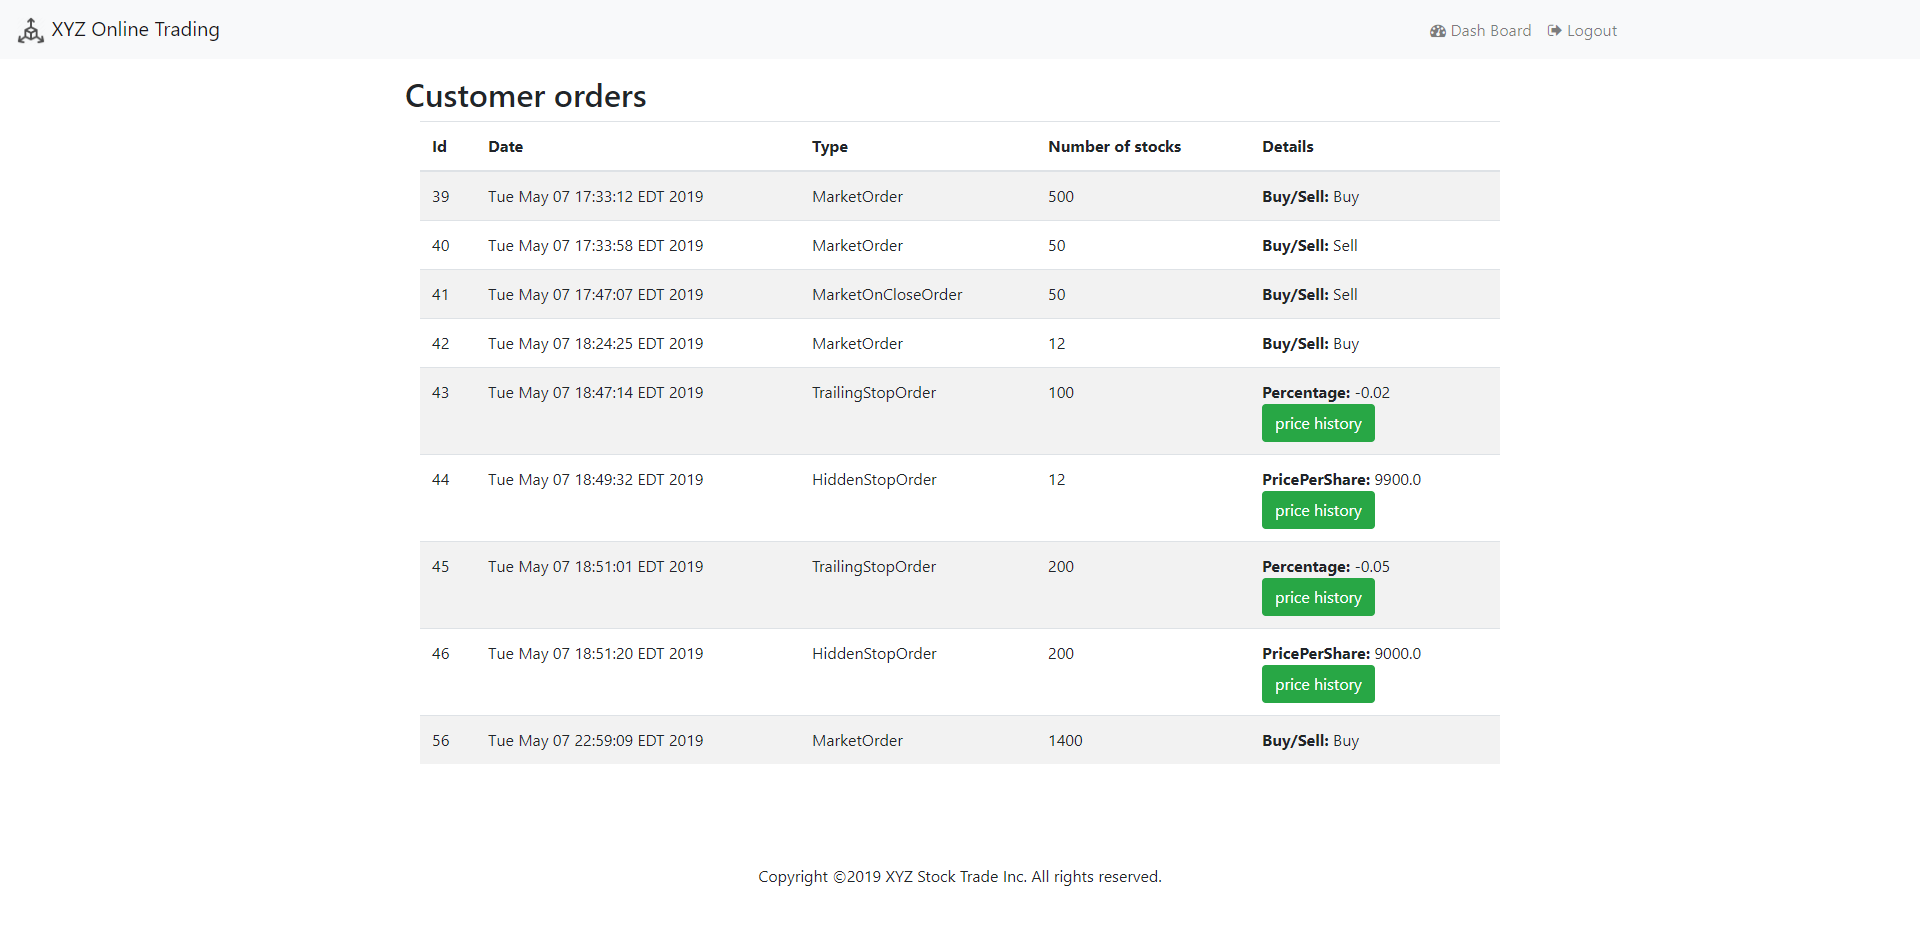 XYZ Online Trading
Dash Board Logout
Customer orders
Id Date Type Number of stocks Details
39 Tue May 07 17:33:12 EDT 2019 MarketOrder 500 Buy/Sell: Buy
40 Tue May 07 17:33:58 EDT 2019 MarketOrder 50 Buy/Sell: Sell
41 Tue May 07 17:47:07 EDT 2019 MarketOnCloseOrder 50 Buy/Sell: Sell
42 Tue May 07 18:24:25 EDT 2019 MarketOrder 12 Buy/Sell: Buy
43 Tue May 07 18:47:14 EDT 2019 TrailingStopOrder 100 Percentage: -0.02
price history
44 Tue May 07 18:49:32 EDT 2019 HiddenStopOrder 12 PricePerShare: 9900.0
price history
45 Tue May 07 18:51:01 EDT 2019 TrailingStopOrder 200 Percentage: -0.05
price history
46 Tue May 07 18:51:20 EDT 2019 HiddenStopOrder 200 PricePerShare: 9000.0
price history
56 Tue May 07 22:59:09 EDT 2019 MarketOrder 1400 Buy/Sell: Buy
Copyright ©2019 XYZ Stock Trade Inc. All rights reserved.